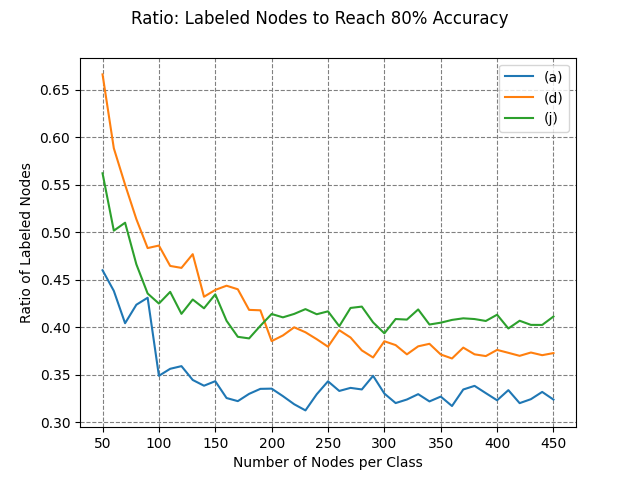 Ratio: Labeled Nodes to Reach 80% Accuracy
(a)
(d)
(j)
Ratio of Labeled Nodes
0.65
0.60
0.55
0.50
0.45
0.40
0.35
0.30
50 100 150 200 250 300 350 400 450
Number of Nodes per Class